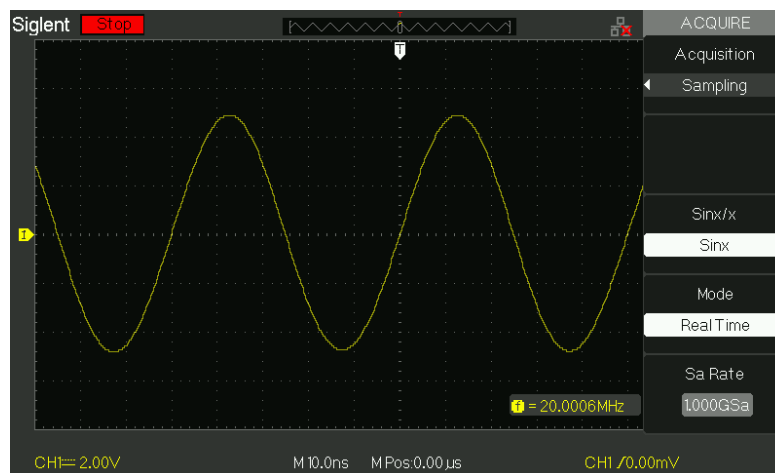 Siglent Stop
ACQUIRE
T
Acquisition
Sampling
Sinx/x
Sinx
Mode
Real Time
Sa Rate
1.000GSa
1
f = 20.0006MHz
CH1 2.00V M 10.0ns M Pos:0.00µs CH1 0.00mV